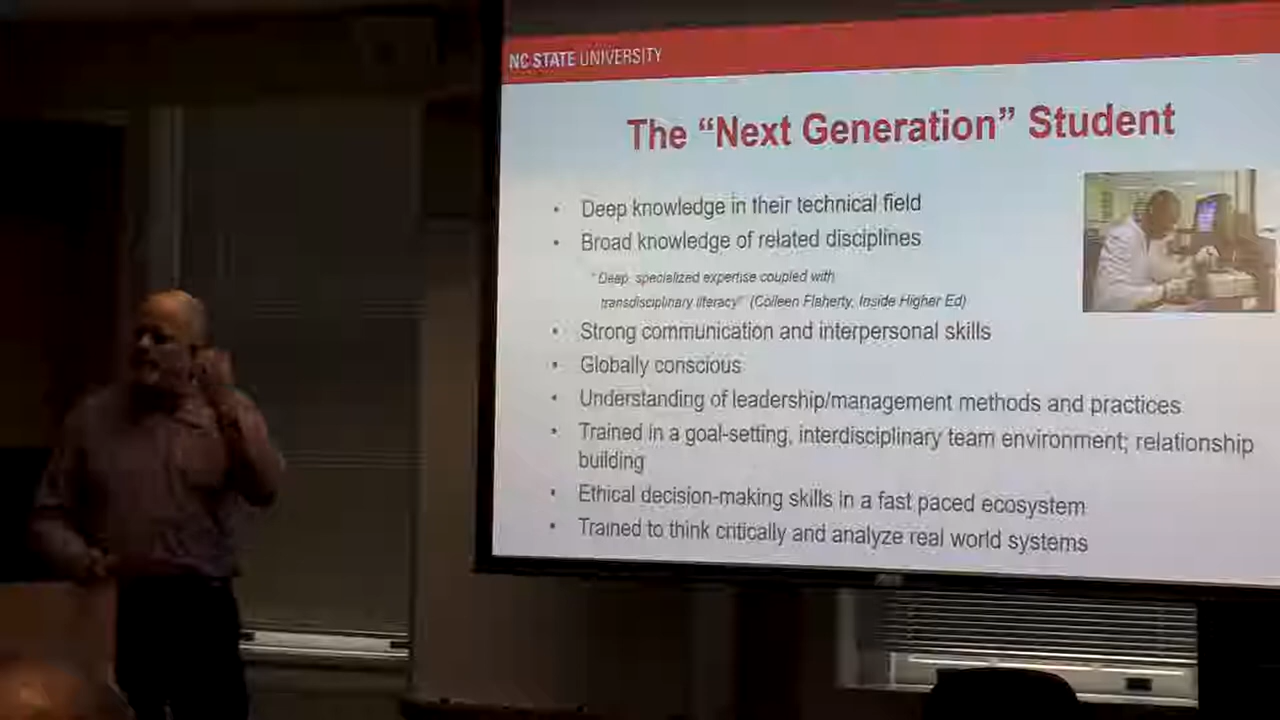 NC STATE UNIVERSITY
The “Next Generation” Student
• Deep knowledge in their technical field
• Broad knowledge of related disciplines
“ Deep, specialized expertise coupled with
transdisciplinary literacy” (Colleen Flaherty, Inside Higher Ed)
• Strong communication and interpersonal skills
• Globally conscious
• Understanding of leadership/management methods and practices
• Trained in a goal-setting, interdisciplinary team environment; relationship
building
• Ethical decision-making skills in a fast paced ecosystem
• Trained to think critically and analyze real world systems